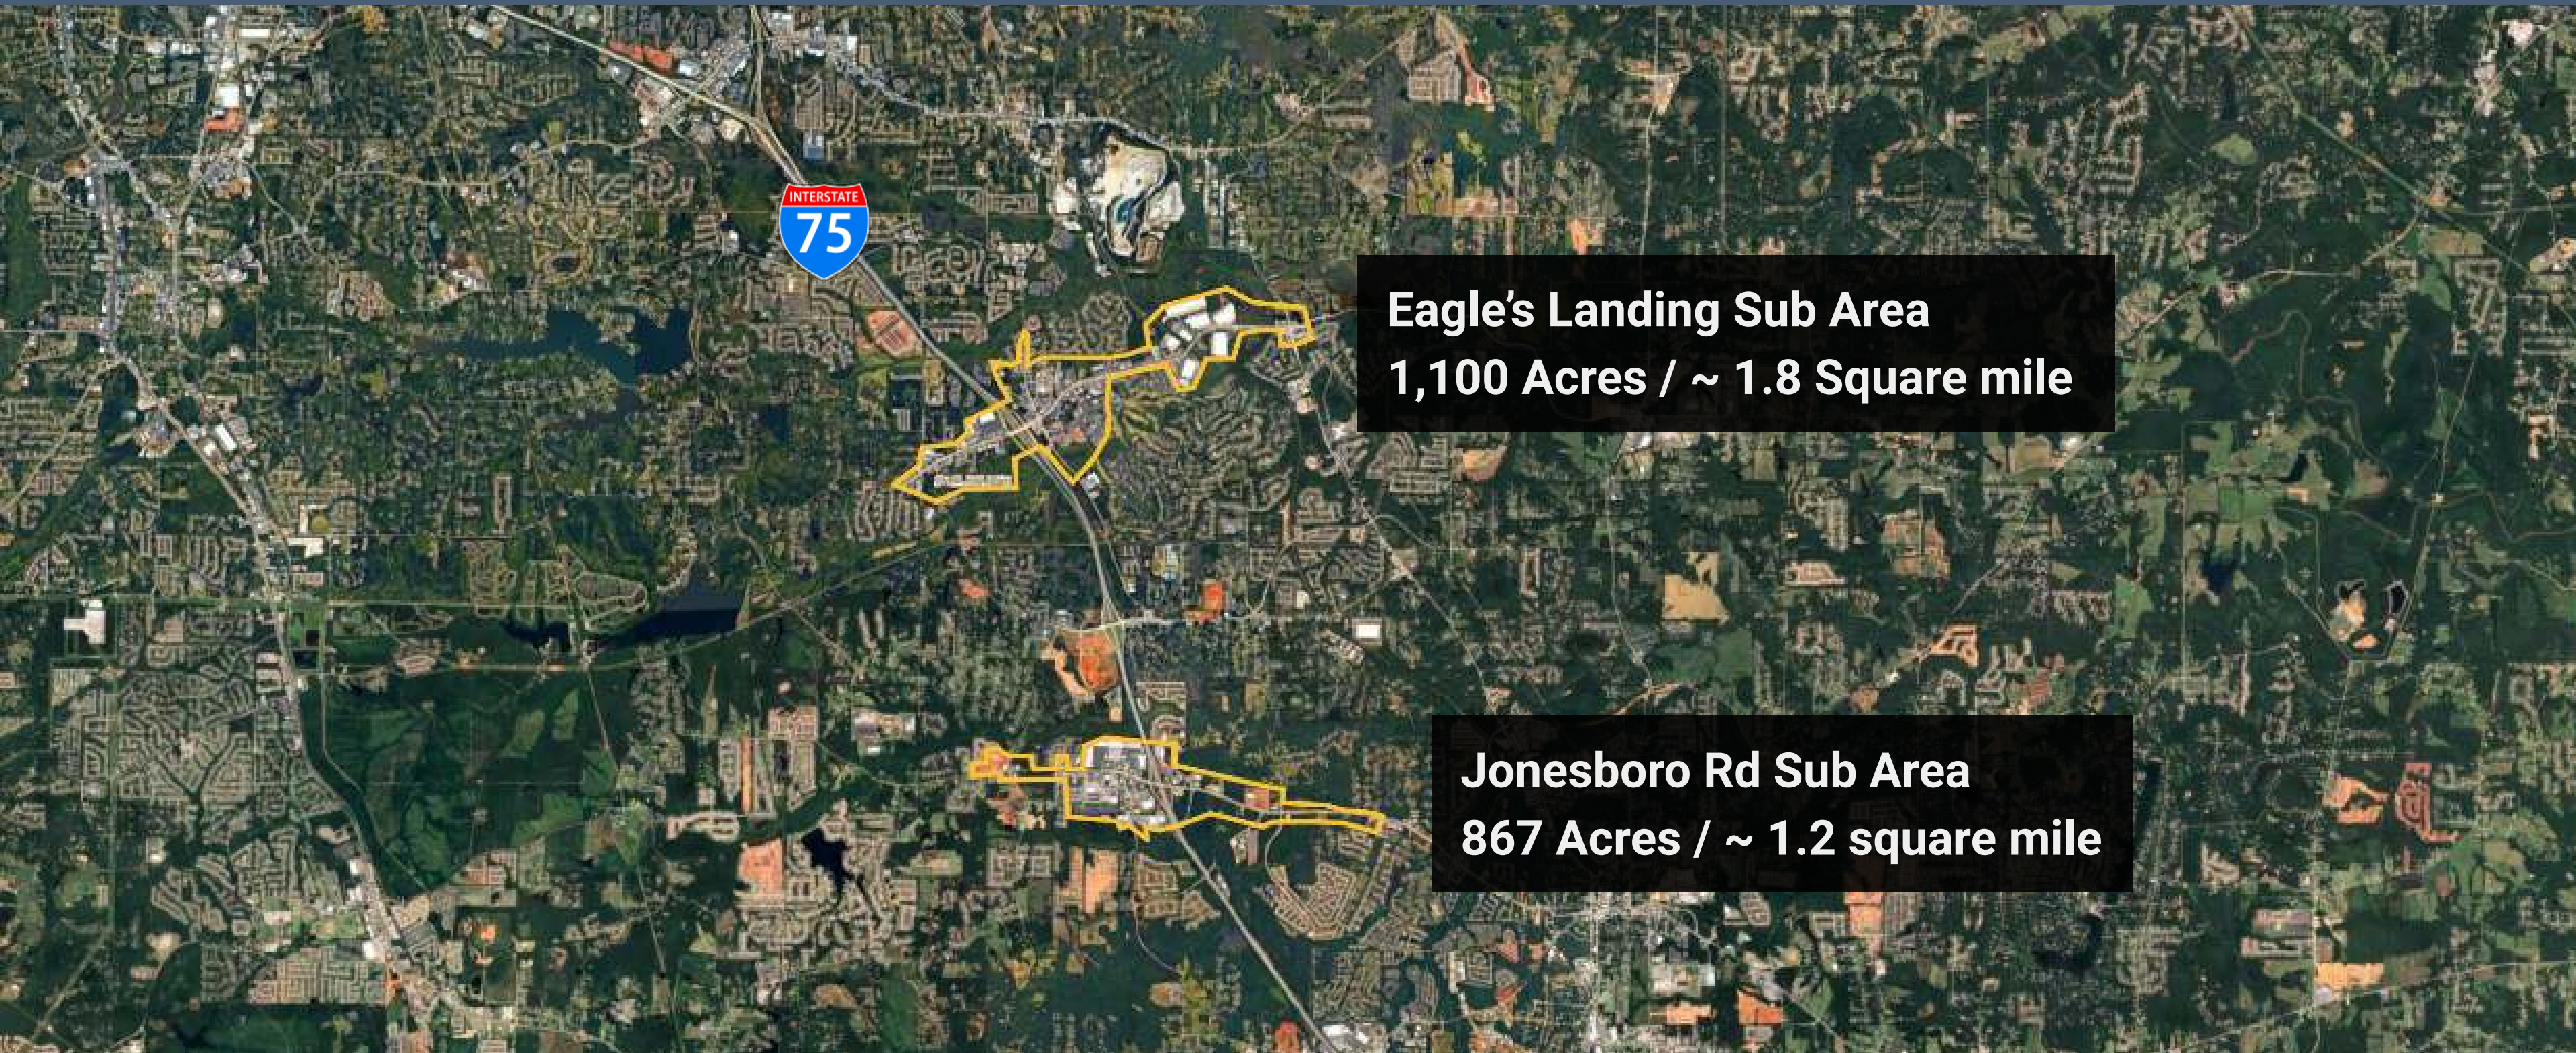 INTERSTATE
75
Eagle’s Landing Sub Area
1,100 Acres / ~ 1.8 Square mile
Jonesboro Rd Sub Area
867 Acres / ~ 1.2 square mile